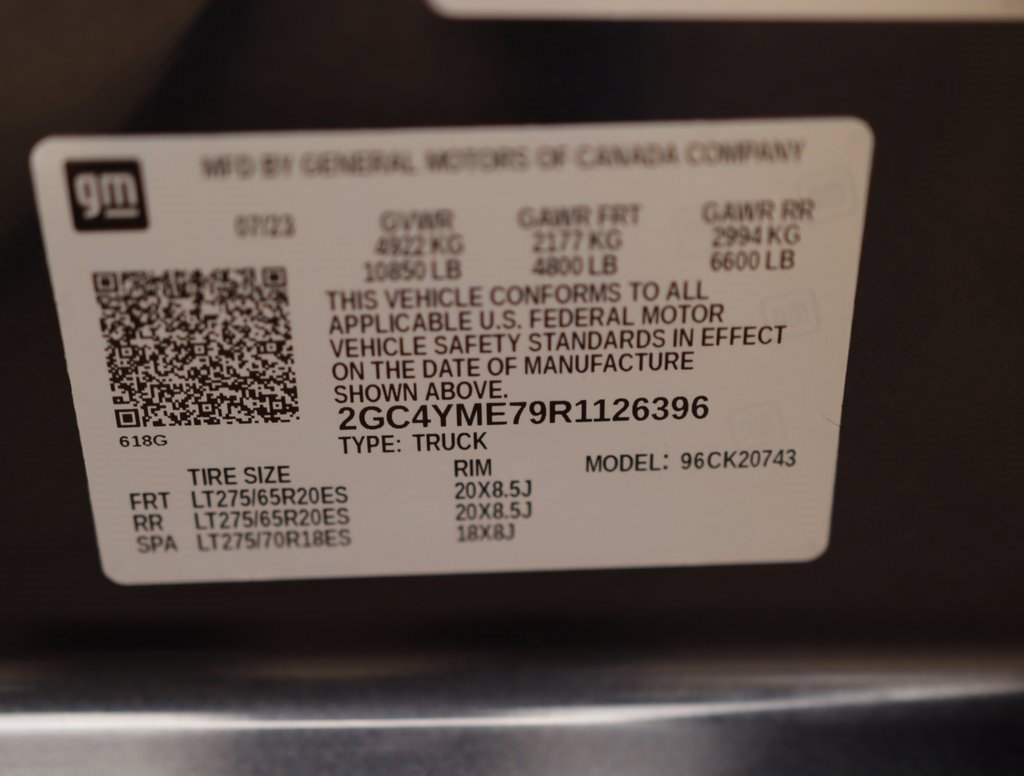 gm
MFD BY GENERAL MOTORS OF CANADA COMPANY
07/23 GVWR GAWR FRT GAWR RR
4922 KG 2177 KG 2994 KG
10850 LB 4800 LB 6600 LB
THIS VEHICLE CONFORMS TO ALL
APPLICABLE U.S. FEDERAL MOTOR
VEHICLE SAFETY STANDARDS IN EFFECT
ON THE DATE OF MANUFACTURE
SHOWN ABOVE.
2GC4YME79R1126396
618G
TYPE: TRUCK
TIRE SIZE RIM MODEL: 96CK20743
FRT LT275/65R20ES 20X8.5J
RR LT275/65R20ES 20X8.5J
SPA LT275/70R18ES 18X8J